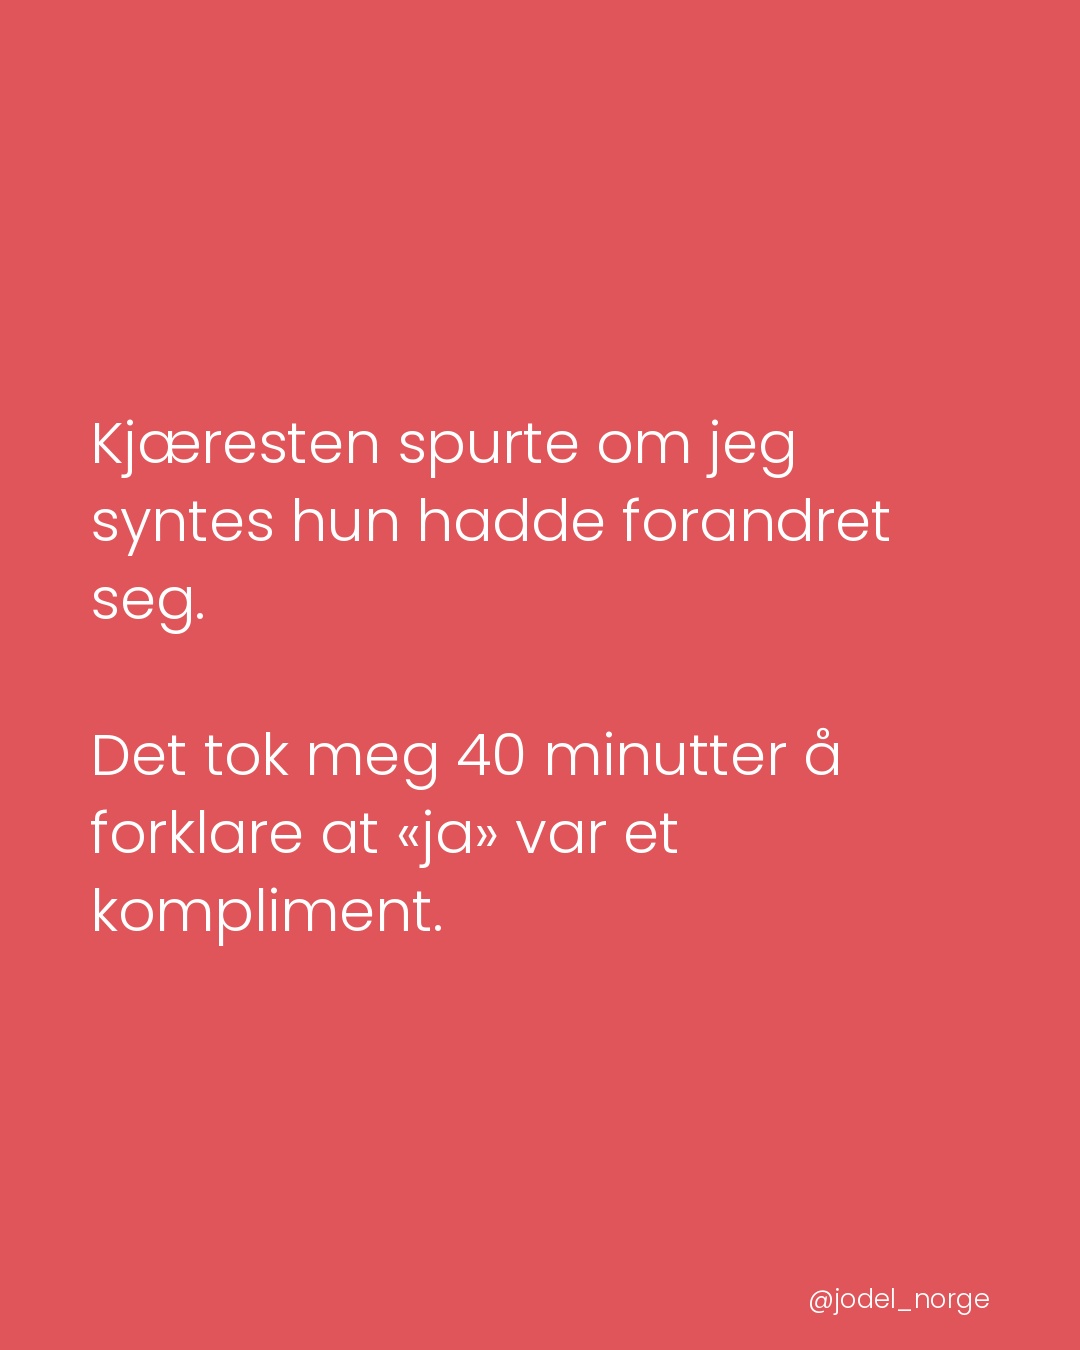 Kjæresten spurte om jeg
syntes hun hadde forandret
seg.
Det tok meg 40 minutter å
forklare at «ja» var et
kompliment.
@jodel_norge